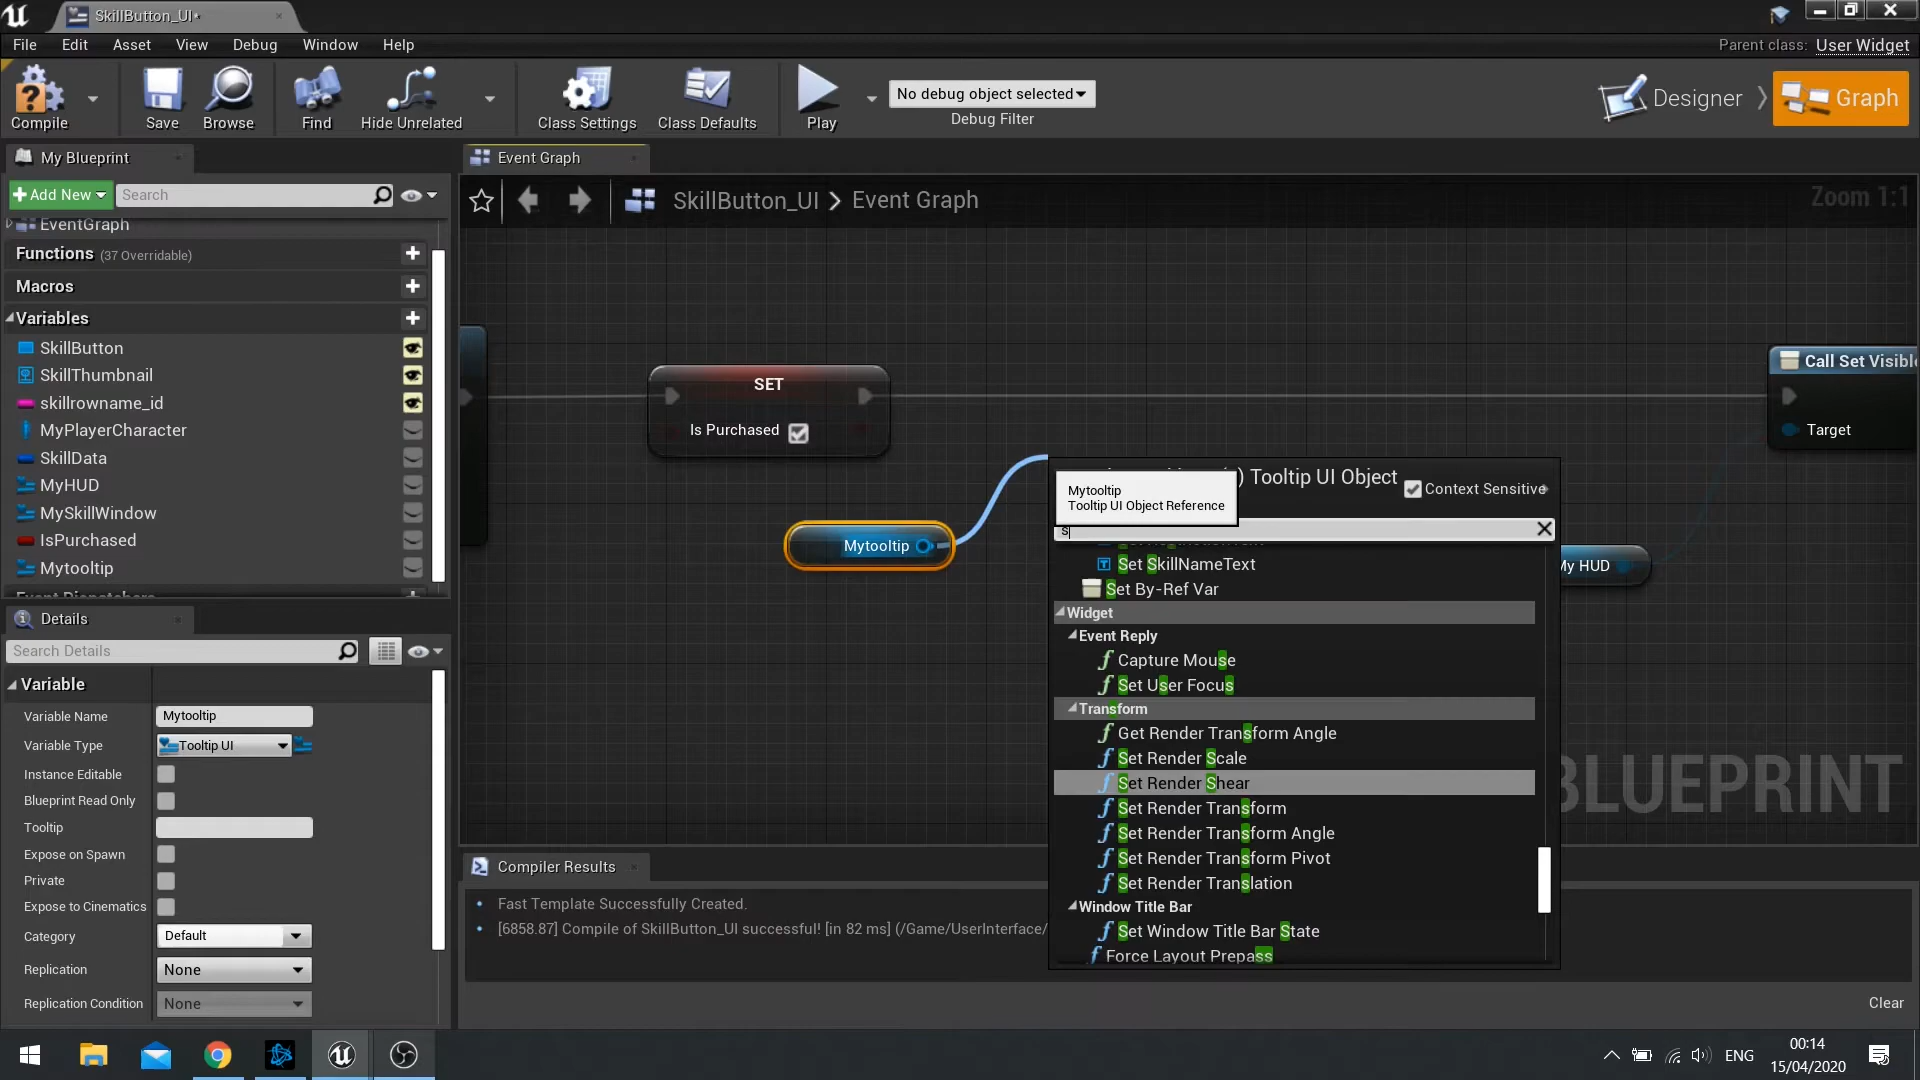 SkillButton_UI•
File Edit Asset View Debug Window Help
Parent class: User Widget
Compile Save Browse Find Hide Unrelated Class Settings Class Defaults Play
No debug object selected
Debug Filter
Designer Graph
My Blueprint
Event Graph
Add New
Search
SkillButton_UI > Event Graph
Zoom 1:1
EventGraph
Functions (37 Overridable)
Macros
Variables
SkillButton
SkillThumbnail
skillrowname_id
MyPlayerCharacter
SkillData
MyHUD
MySkillWindow
IsPurchased
Mytooltip
Event Dispatchers
SET
Is Purchased
Call Set Visible
Target
Mytooltip
My HUD
) Tooltip UI Object
Context Sensitive
Mytooltip
Tooltip UI Object Reference
s
Set SkillNameText
Set By-Ref Var
Widget
Event Reply
Capture Mouse
Set User Focus
Transform
Get Render Transform Angle
Set Render Scale
Set Render Shear
Set Render Transform
Set Render Transform Angle
Set Render Transform Pivot
Set Render Translation
Window Title Bar
Set Window Title Bar State
Force Layout Prepass
BLUEPRINT
Details
Search Details
Variable
Variable Name Mytooltip
Variable Type Tooltip UI
Instance Editable
Blueprint Read Only
Tooltip
Expose on Spawn
Private
Expose to Cinematics
Category Default
Replication None
Replication Condition None
Compiler Results
• Fast Template Successfully Created.
• [6858.87] Compile of SkillButton_UI successful! [in 82 ms] (/Game/UserInterface/
Clear
ENG
00:14
15/04/2020